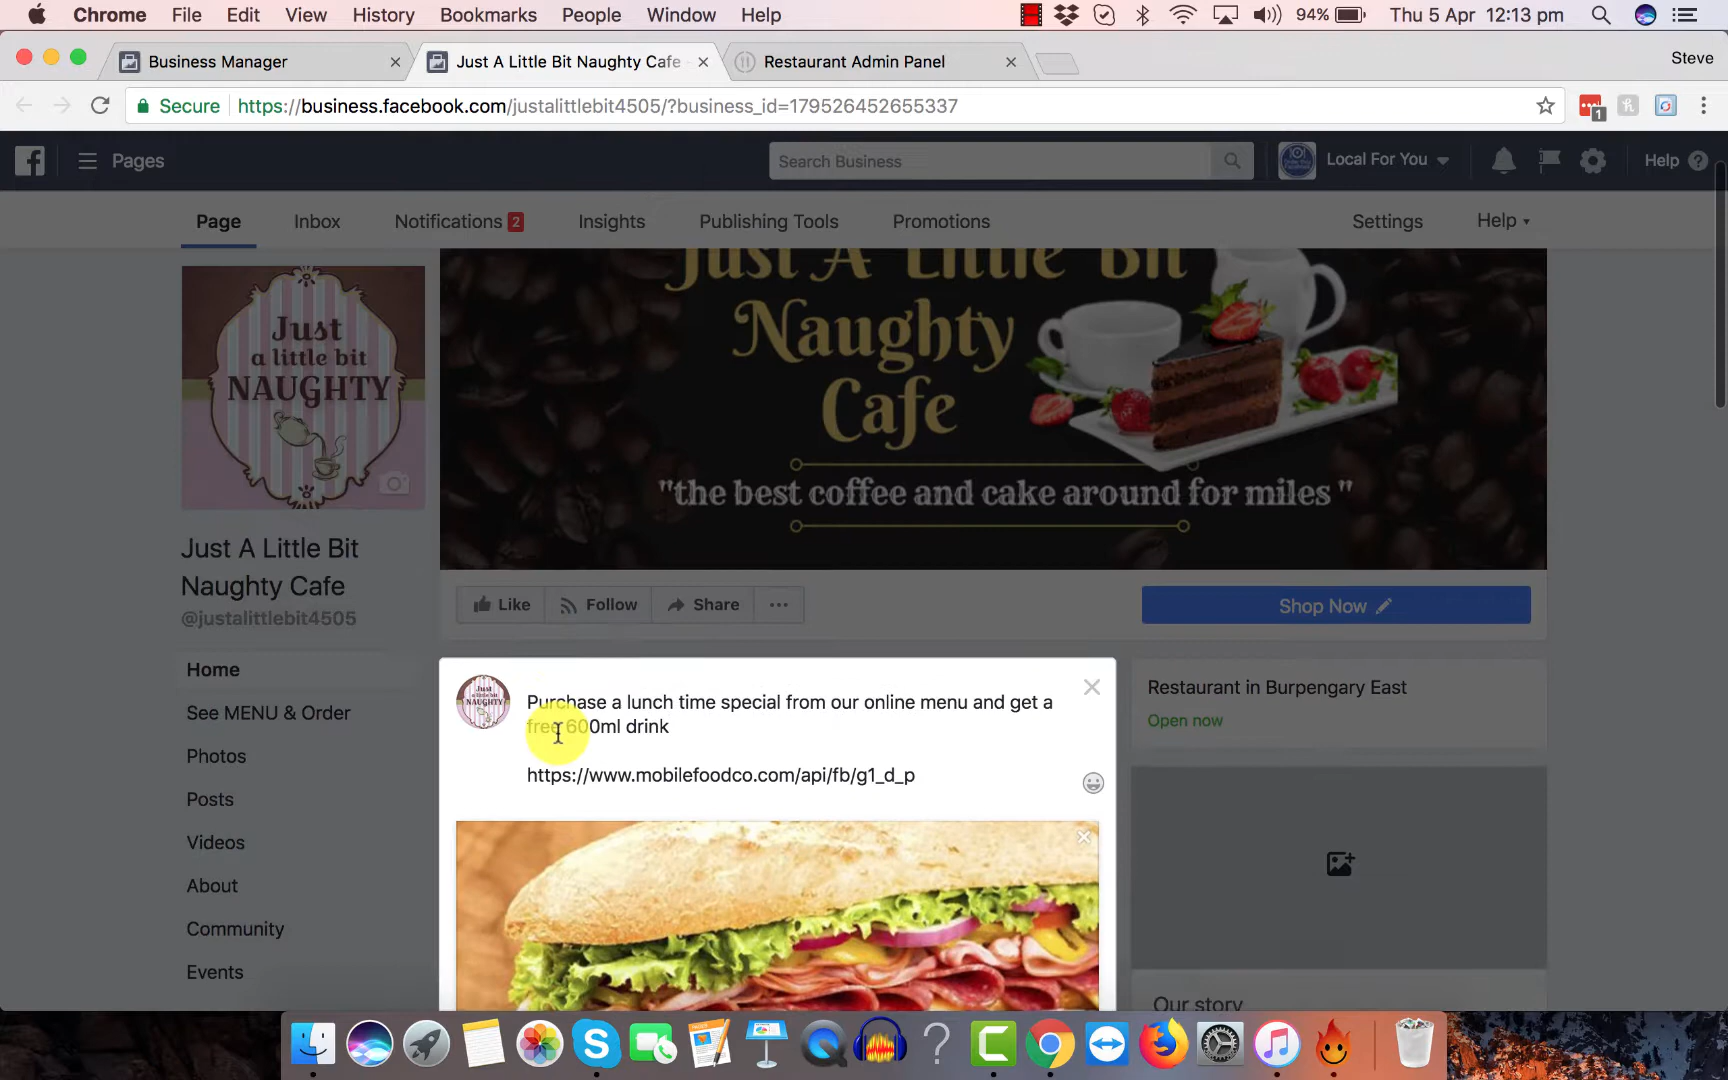 Chrome File Edit View History Bookmarks People Window Help 94% Thu 5 Apr 12:13 pm
Business Manager Just A Little Bit Naughty Cafe - Restaurant Admin Panel Steve
Secure https://business.facebook.com/justalittlebit4505/?business_id=179526452655337 1
Pages Search Business Local For You Help
Page Inbox Notifications 2 Insights Publishing Tools Promotions Settings Help
Just A Little Bit
Naughty
Cafe
"the best coffee and cake around for miles "
Just
a little bit
NAUGHTY
Just A Little Bit
Naughty Cafe
@justalittlebit4505
Like Follow Share Shop Now
Home
See MENU & Order
Photos
Posts
Videos
About
Community
Events
Purchase a lunch time special from our online menu and get a
free 600ml drink
https://www.mobilefoodco.com/api/fb/g1_d_p
Restaurant in Burpengary East
Open now
Our story